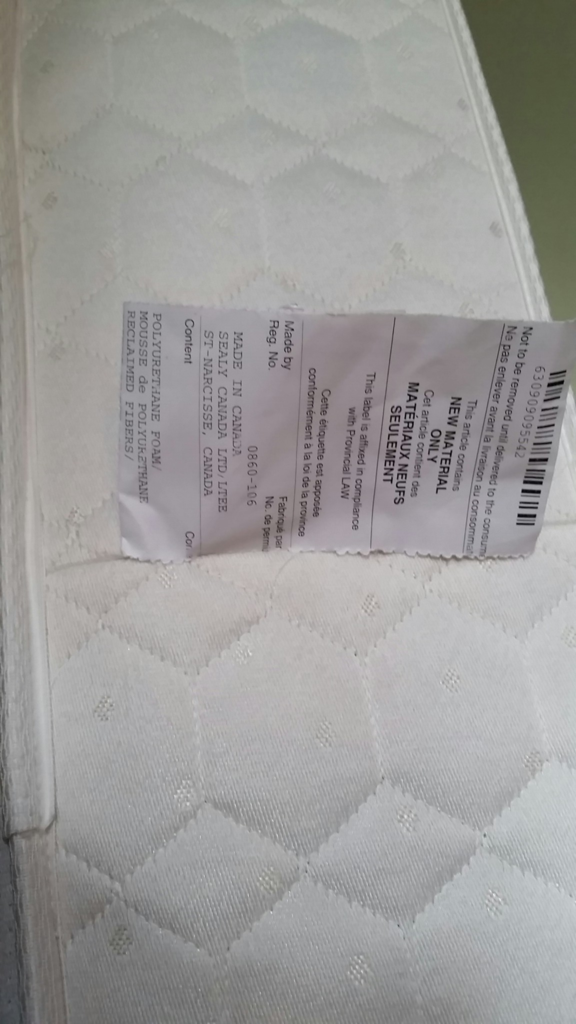 630909095542
Not to be removed until delivered to the consum
Ne pas enlever avant la livraison au consommat
This article contains
NEW MATERIAL
ONLY
Cet article contient des
MATÉRIAUX NEUFS
SEULEMENT
This label is affixed in compliance
with Provincial LAW
Cette étiquette est apposée
conformément à la loi de la province
Made by Fabriqué par
Reg. No. No. de permis
0860-106
MADE IN CANADA
SEALY CANADA LTD/LTEE
ST-NARCISSE, CANADA
Content Con
POLYURETHANE FOAM/
MOUSSE de POLYURETHANE
RECLAIMED FIBERS/